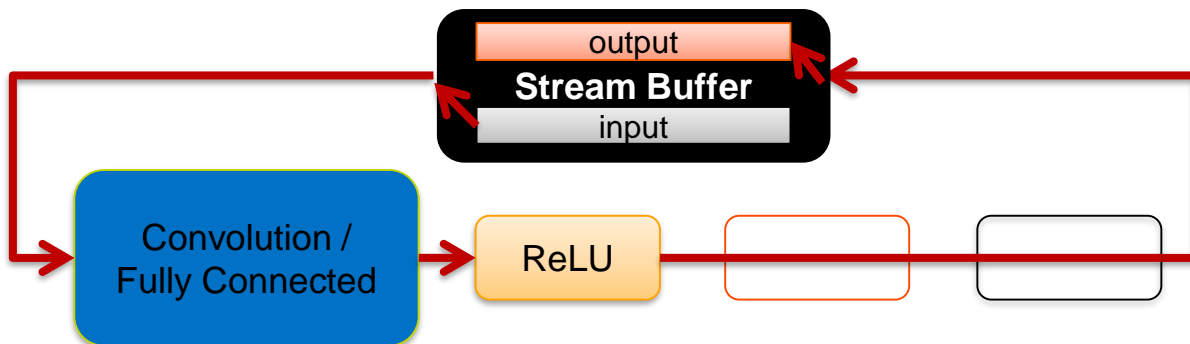 output
Stream Buffer
input
Convolution /
Fully Connected
ReLU